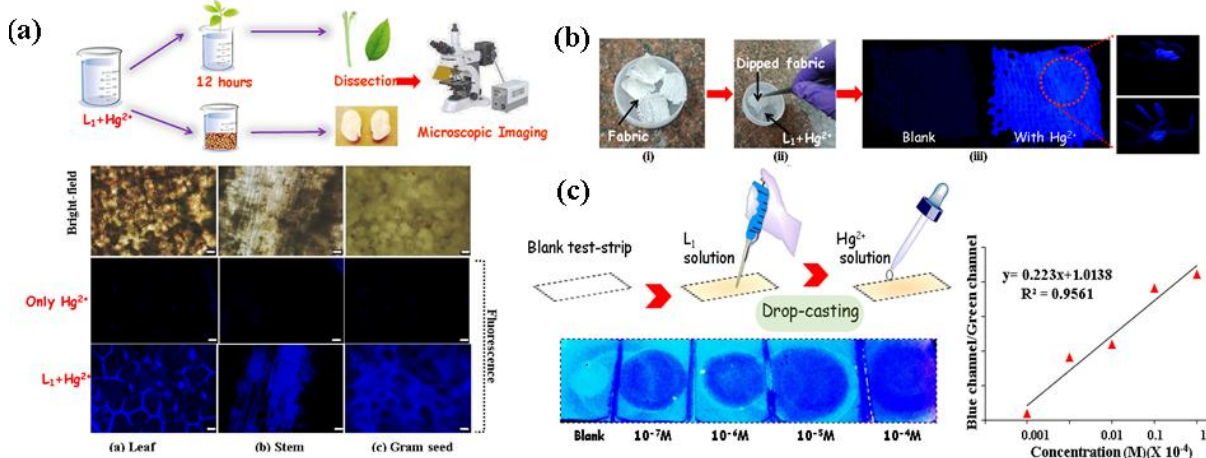 (a)
L₁+Hg²⁺
12 hours
Dissection
Microscopic Imaging
Bright-field
Only Hg²⁺
L₁+Hg²⁺
Fluorescence
(a) Leaf
(b) Stem
(c) Gram seed
(b)
Fabric
(i)
Dipped fabric
L₁+Hg²⁺
(ii)
Blank
With Hg²⁺
(iii)
(c)
Blank test-strip
L₁
solution
Hg²⁺
solution
Drop-casting
Blank
10⁻⁷M
10⁻⁶M
10⁻⁵M
10⁻⁴M
Blue channel/Green channel
y= 0.223x+1.0138
R² = 0.9561
0.001
0.01
0.1
1
Concentration (M)(X 10⁻⁴)